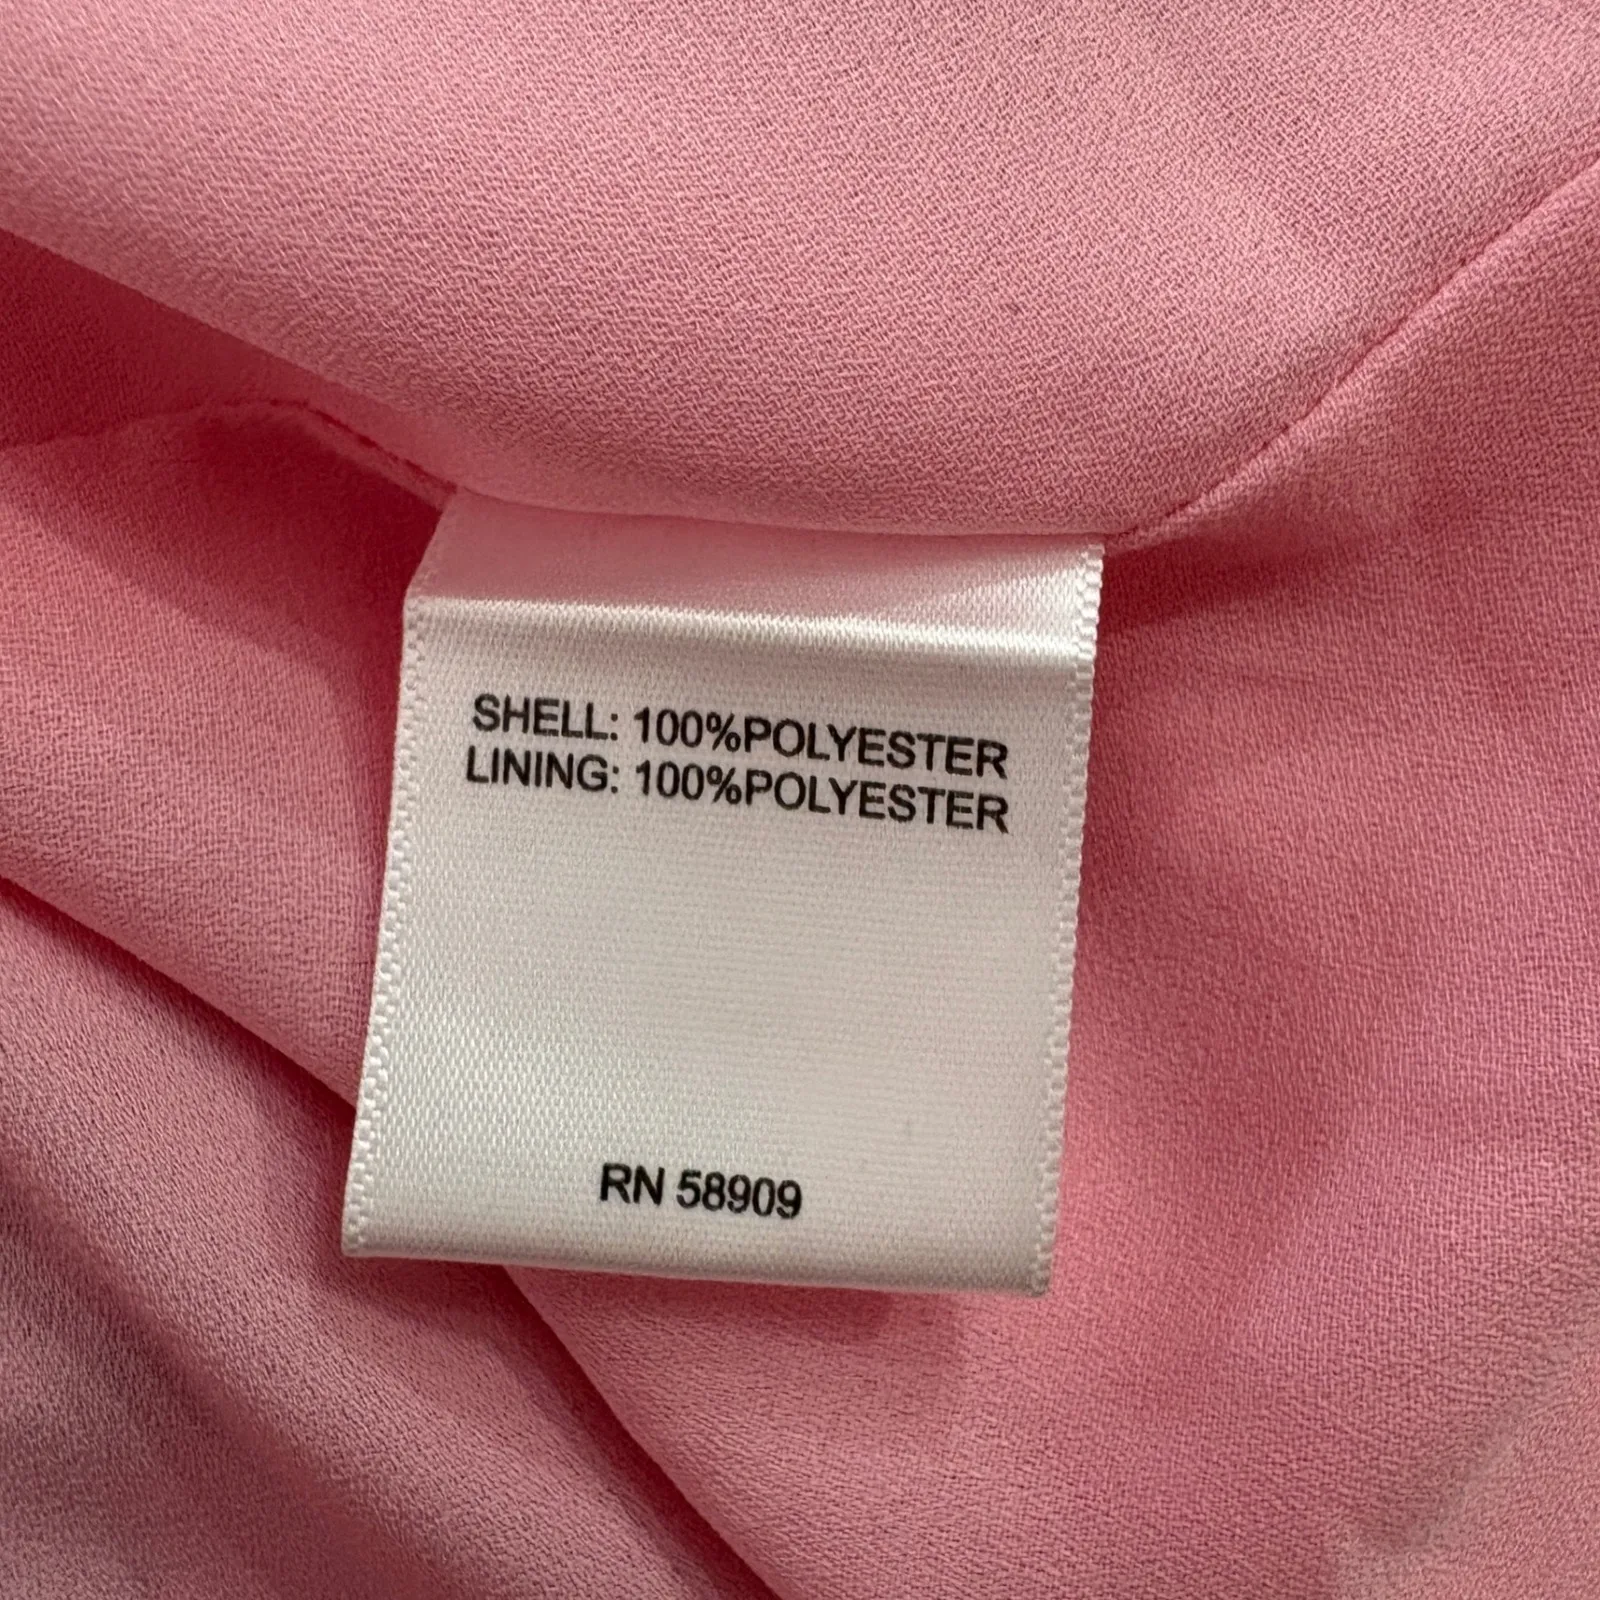 SHELL: 100%POLYESTER
LINING: 100%POLYESTER
RN 58909